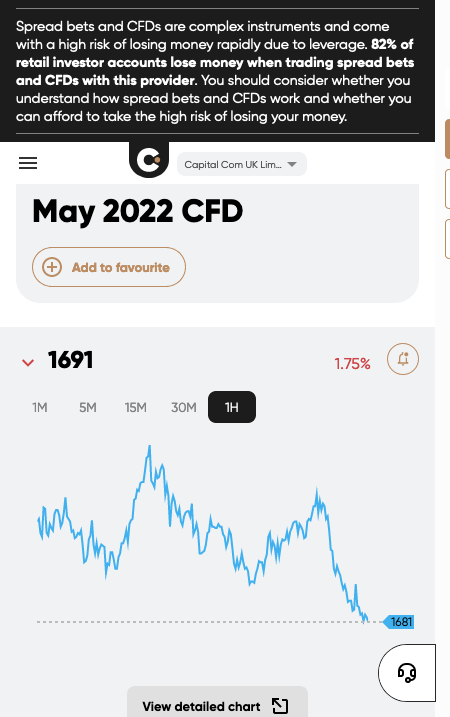 Spread bets and CFDs are complex instruments and come
with a high risk of losing money rapidly due to leverage. 82% of
retail investor accounts lose money when trading spread bets
and CFDs with this provider. You should consider whether you
understand how spread bets and CFDs work and whether you
can afford to take the high risk of losing your money.
Capital Com UK Lim...
May 2022 CFD
Add to favourite
1691
1.75%
1M 5M 15M 30M 1H
1681
View detailed chart